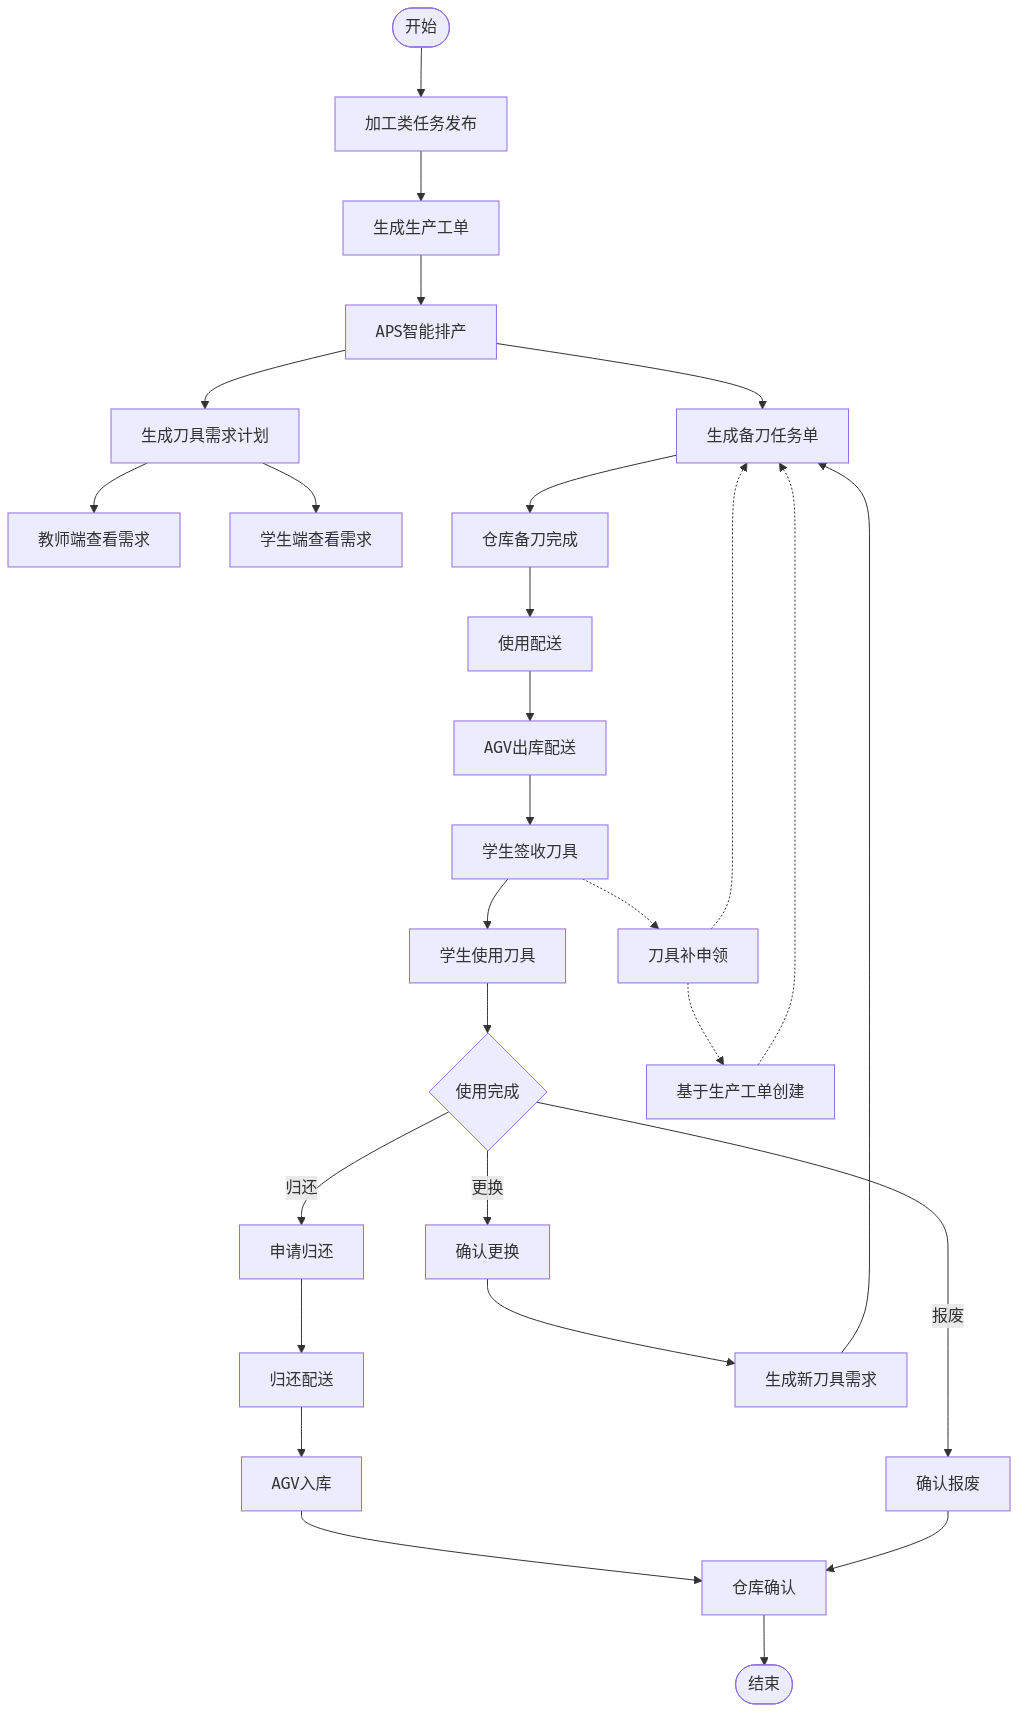 开始
加工类任务发布
生成生产工单
APS智能排产
生成刀具需求计划
生成备刀任务单
教师端查看需求
学生端查看需求
仓库备刀完成
使用配送
AGV出库配送
学生签收刀具
学生使用刀具
刀具补申领
使用完成
基于生产工单创建
归还
更换
申请归还
确认更换
报废
归还配送
生成新刀具需求
AGV入库
确认报废
仓库确认
结束